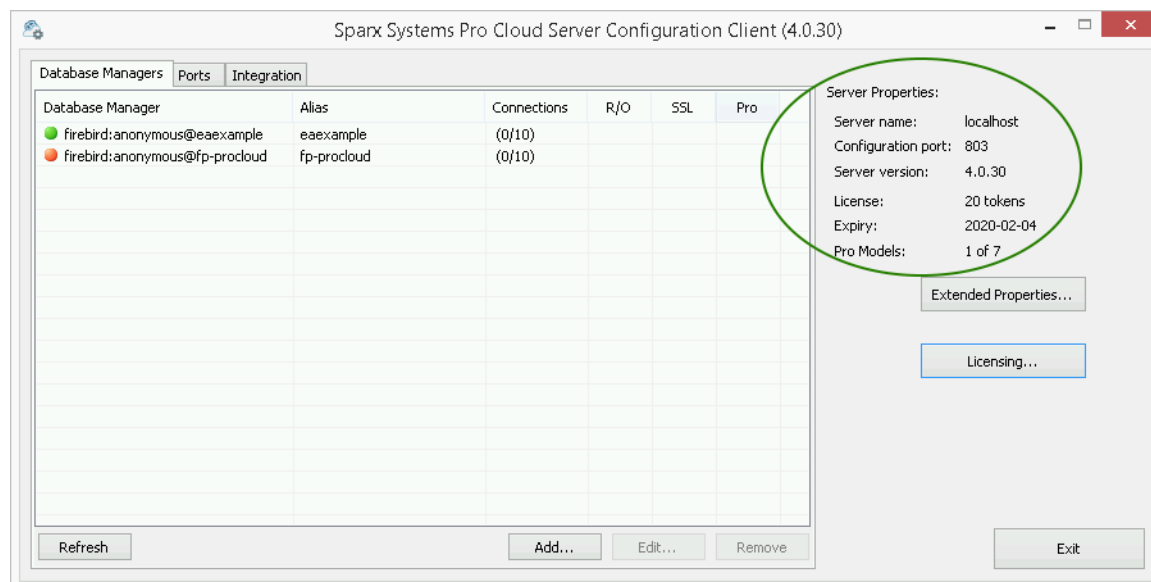 Sparx Systems Pro Cloud Server Configuration Client (4.0.30)
Database Managers Ports Integration
Database Manager Alias Connections R/O SSL Pro
firebird:anonymous@eaexample eaexample (0/10)
firebird:anonymous@fp-procloud fp-procloud (0/10)
Server Properties:
Server name: localhost
Configuration port: 803
Server version: 4.0.30
License: 20 tokens
Expiry: 2020-02-04
Pro Models: 1 of 7
Extended Properties...
Licensing...
Refresh Add... Edit... Remove
Exit